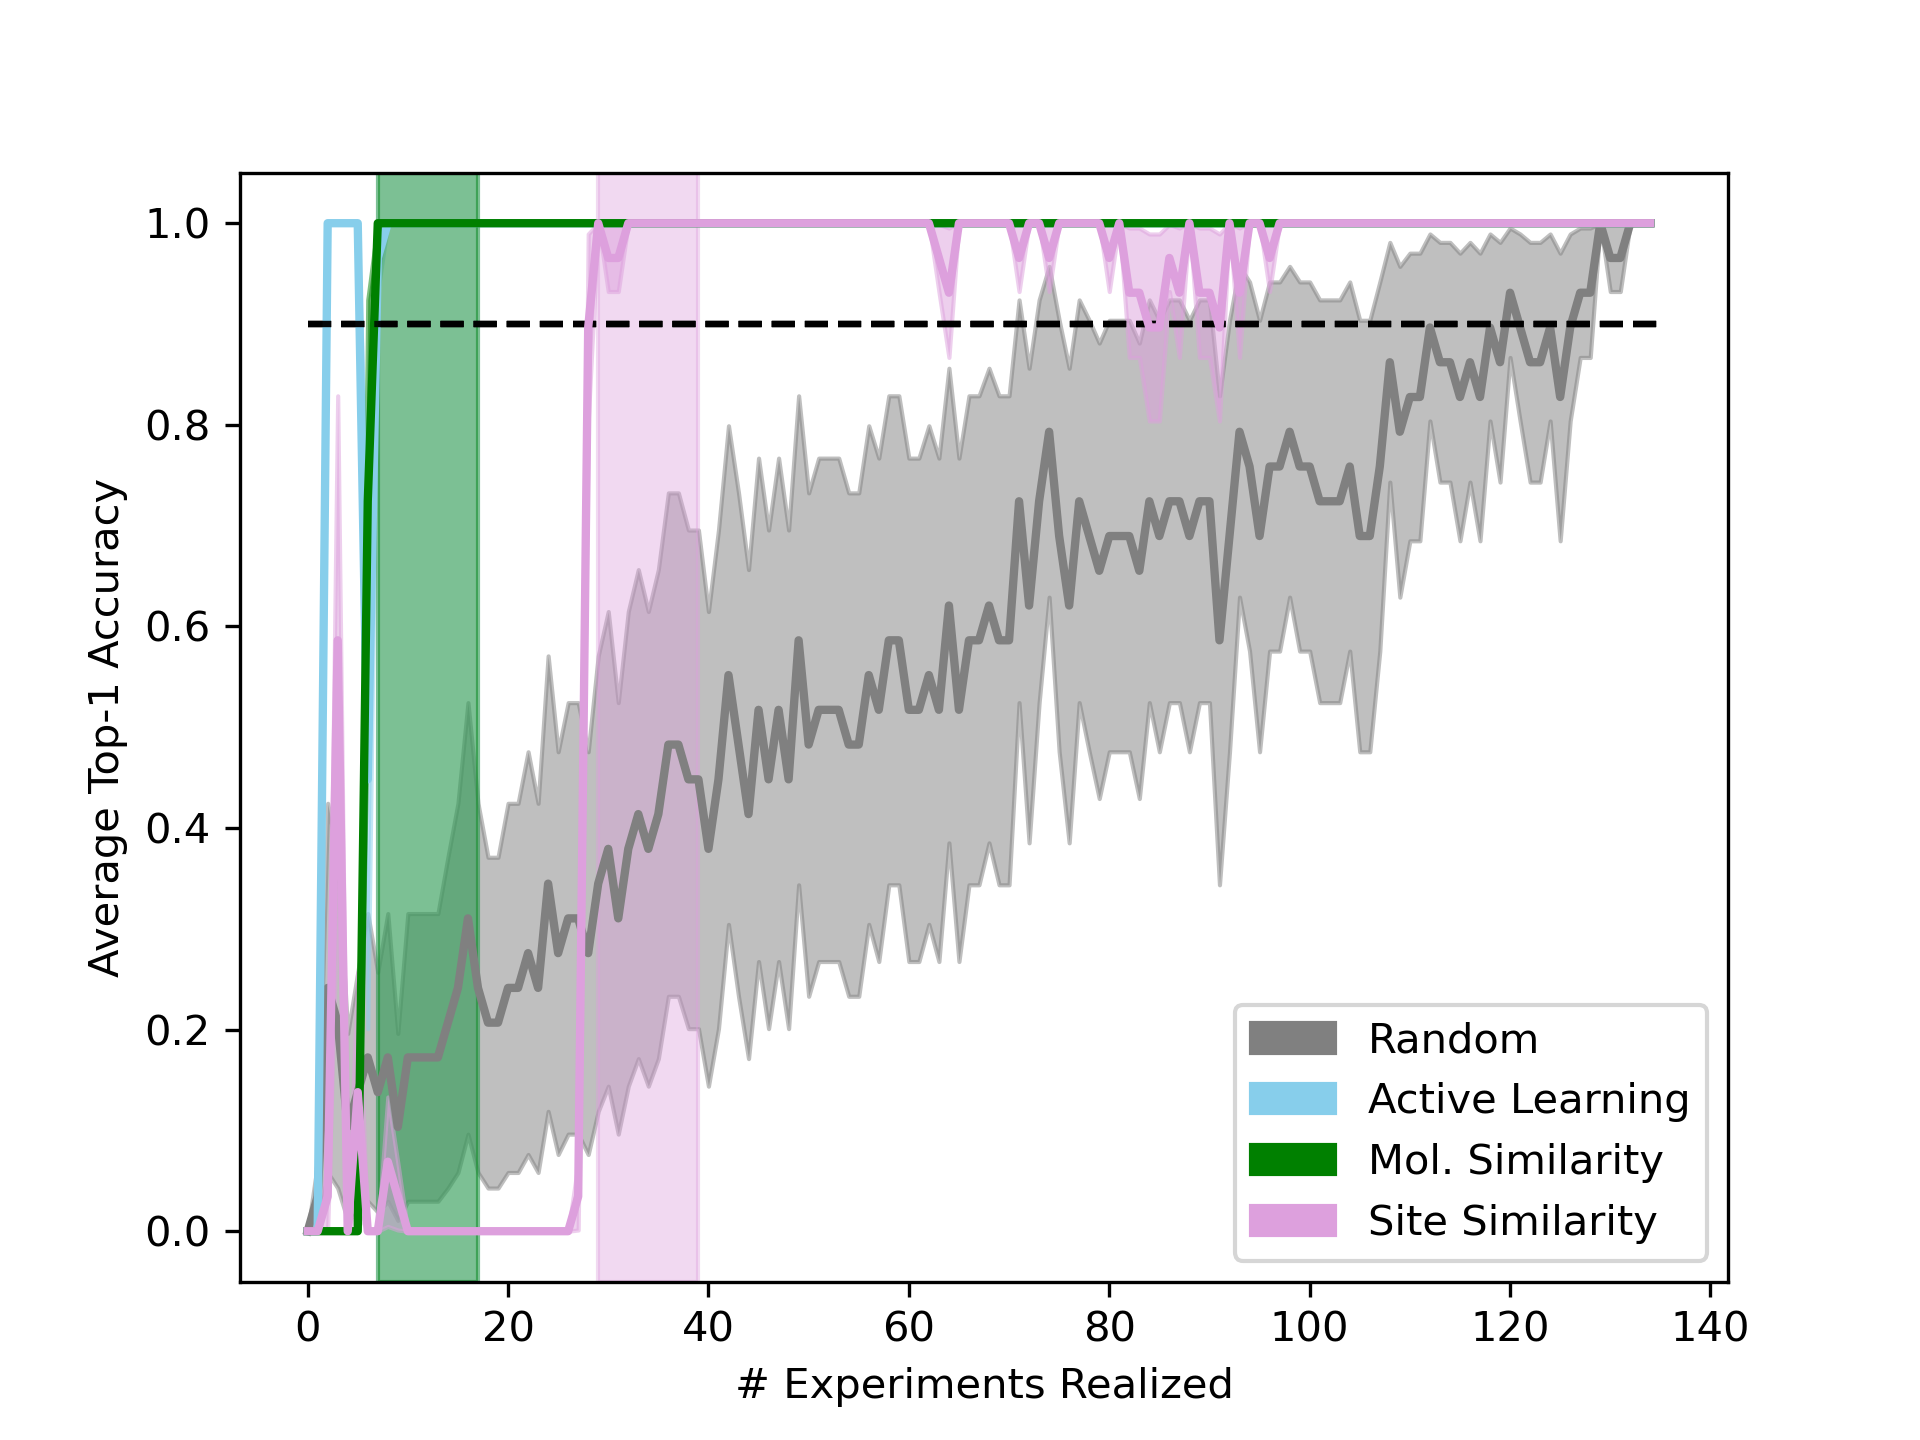 1.0
0.8
0.6
0.4
0.2
0.0
Average Top-1 Accuracy
0 20 40 60 80 100 120 140
# Experiments Realized
Random
Active Learning
Mol. Similarity
Site Similarity